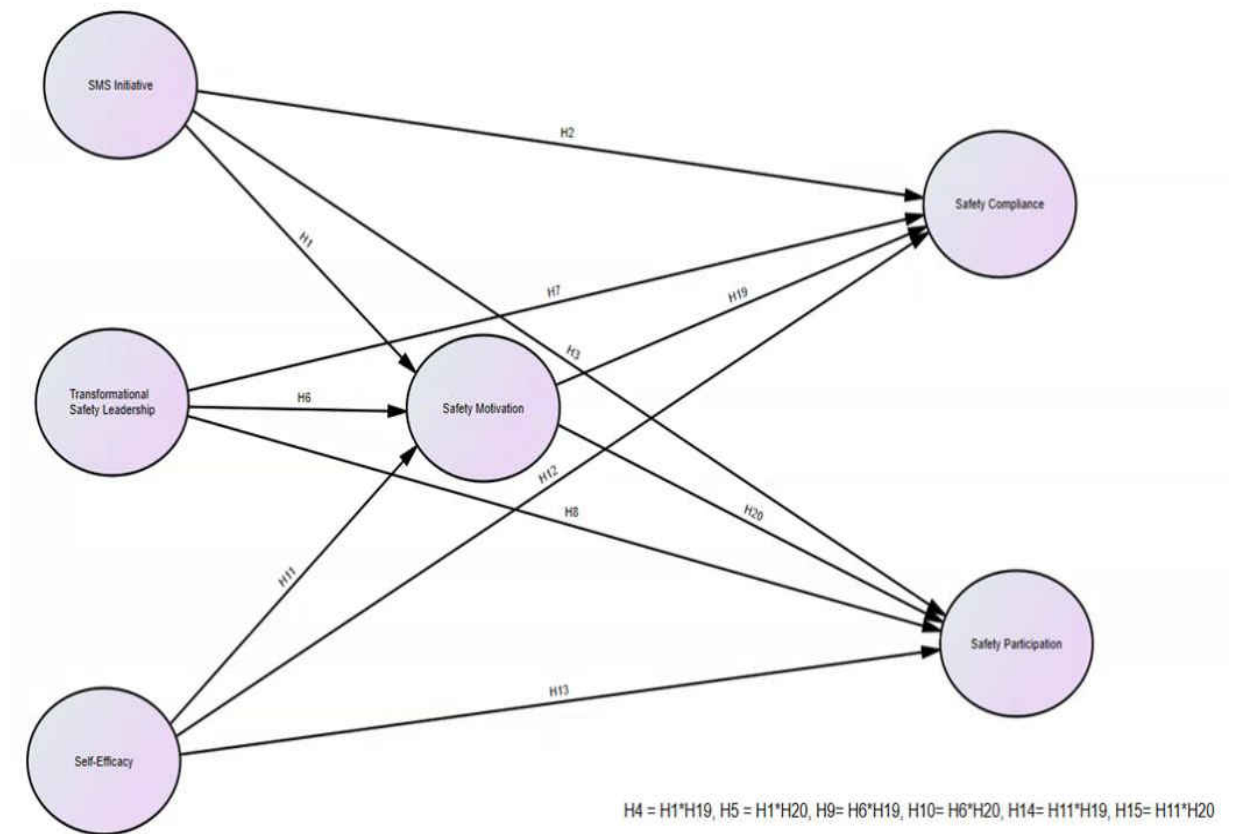 SMS Initiative
H2
Safety Compliance
H1
H7
H19
H3
Transformational
Safety Leadership
H6
Safety Motivation
H12
H20
H8
H11
Safety Participation
H13
Self-Efficacy
H4 = H1*H19, H5 = H1*H20, H9= H6*H19, H10= H6*H20, H14= H11*H19, H15= H11*H20